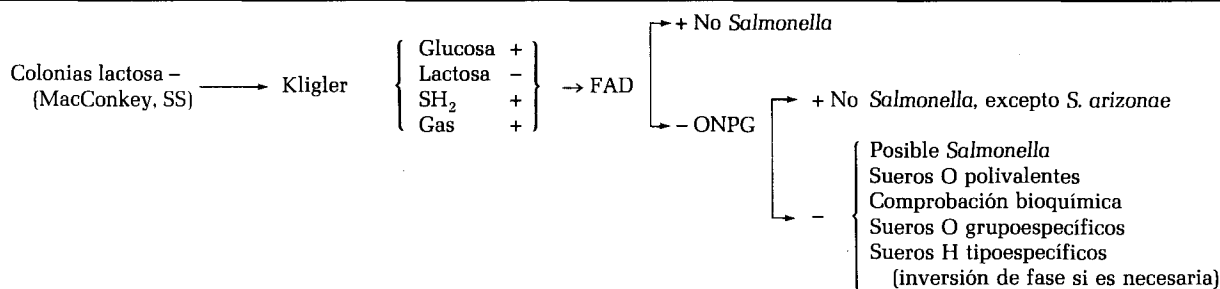 + No Salmonella
Colonias lactosa –
(MacConkey, SS)
Kligler
Glucosa +
Lactosa –
SH₂ +
Gas +
→ FAD
– ONPG
+ No Salmonella, excepto S. arizonae
–
Posible Salmonella
Sueros O polivalentes
Comprobación bioquímica
Sueros O grupoespecíficos
Sueros H tipoespecíficos
(inversión de fase si es necesaria)